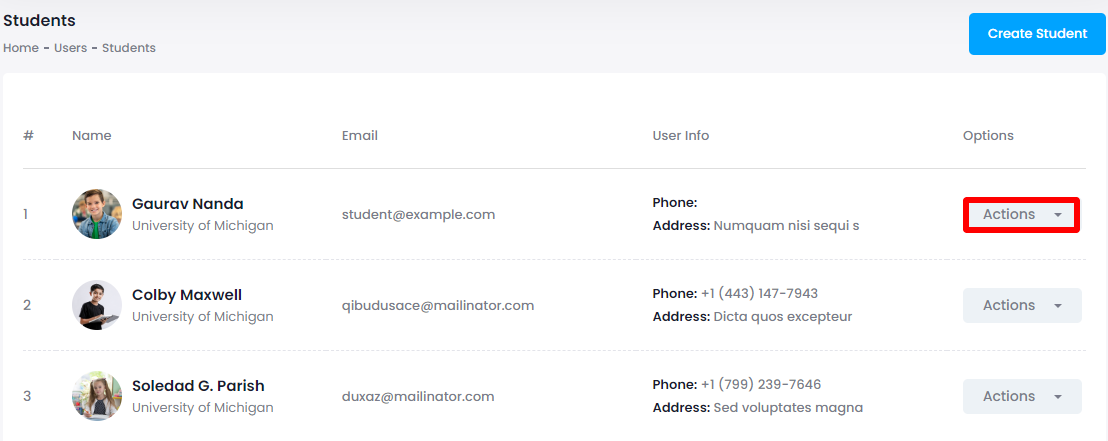 Students
Create Student
Home - Users - Students
# Name Email User Info Options
1 Gaurav Nanda University of Michigan student@example.com Phone: Address: Numquam nisi sequi s Actions
2 Colby Maxwell University of Michigan qibudusace@mailinator.com Phone: +1 (443) 147-7943 Address: Dicta quos excepteur Actions
3 Soledad G. Parish University of Michigan duxaz@mailinator.com Phone: +1 (799) 239-7646 Address: Sed voluptates magna Actions